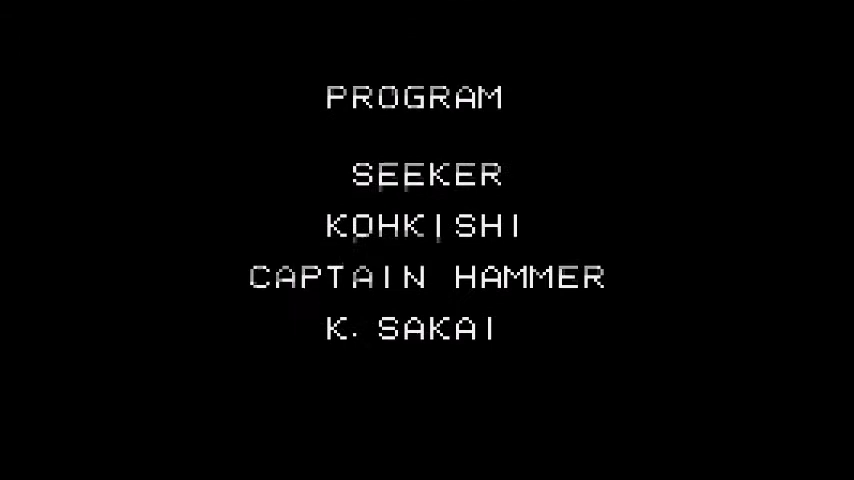 PROGRAM
SEEKER
KOHKISHI
CAPTAIN HAMMER
K. SAKAI